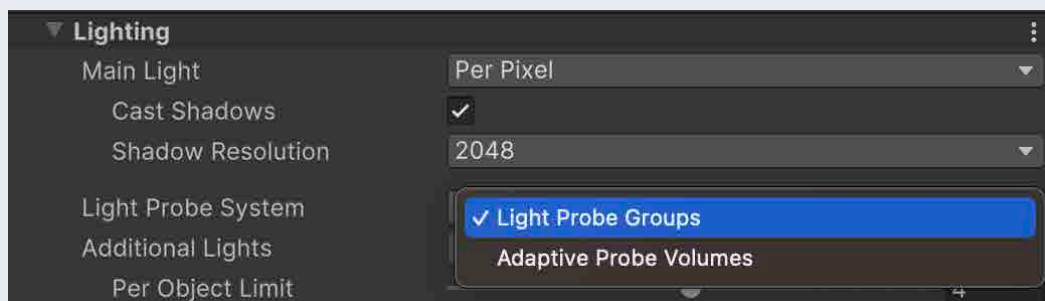 Lighting
Main Light Per Pixel
Cast Shadows
Shadow Resolution 2048
Light Probe System Light Probe Groups
Additional Lights Adaptive Probe Volumes
Per Object Limit 4